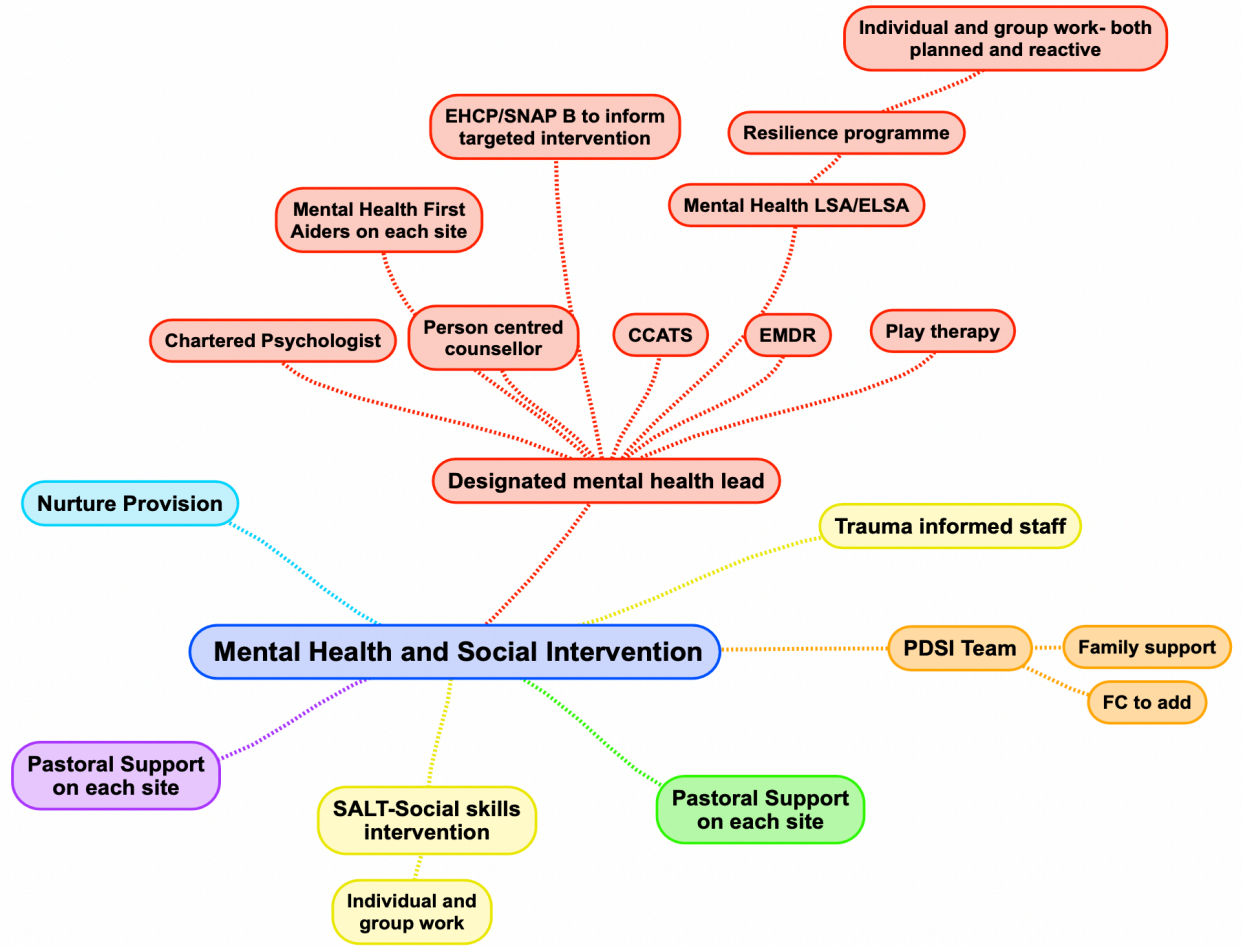 Individual and group work- both
planned and reactive
EHCP/SNAP B to inform
targeted intervention
Resilience programme
Mental Health First
Aiders on each site
Mental Health LSA/ELSA
Chartered Psychologist
Person centred
counsellor
CCATS
EMDR
Play therapy
Designated mental health lead
Nurture Provision
Trauma informed staff
Mental Health and Social Intervention
PDSI Team
Family support
FC to add
Pastoral Support
on each site
SALT-Social skills
intervention
Pastoral Support
on each site
Individual and
group work